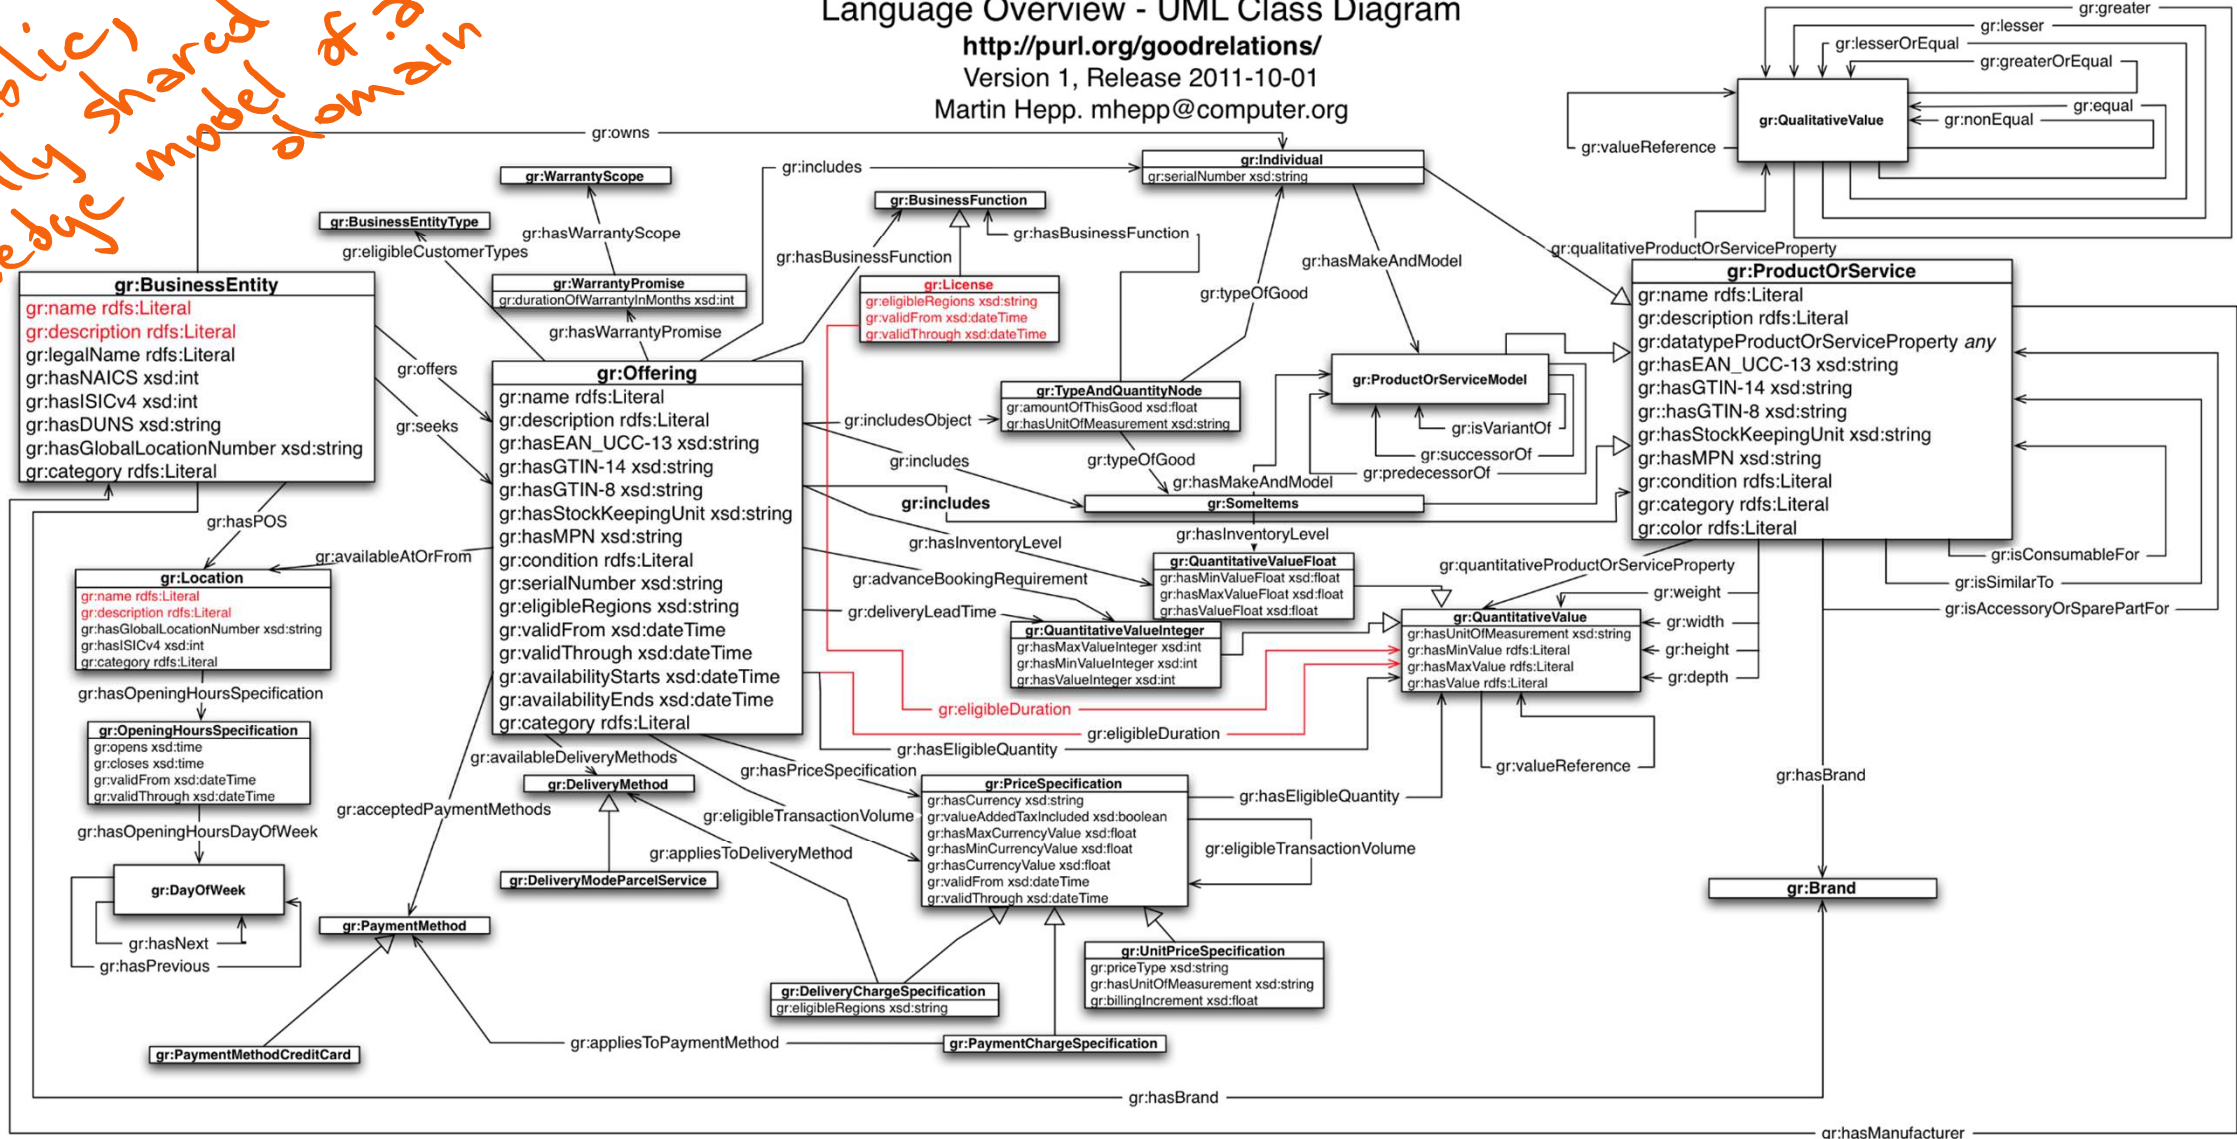 Language Overview - UML Class Diagram
http://purl.org/goodrelations/
Version 1, Release 2011-10-01
Martin Hepp. mhepp@computer.org
shared
model of a
domain
gr:greater
gr:lesser
gr:lesserOrEqual
gr:greaterOrEqual
gr:equal
gr:nonEqual
gr:QualitativeValue
gr:valueReference
gr:owns
gr:includes
gr:Individual
gr:serialNumber xsd:string
gr:WarrantyScope
gr:BusinessFunction
gr:BusinessEntityType
gr:hasWarrantyScope
gr:eligibleCustomerTypes
gr:hasBusinessFunction
gr:hasBusinessFunction
gr:hasMakeAndModel
gr:typeOfGood
gr:qualitativeProductOrServiceProperty
gr:BusinessEntity
gr:name rdfs:Literal
gr:description rdfs:Literal
gr:legalName rdfs:Literal
gr:hasNAICS xsd:int
gr:hasISICv4 xsd:int
gr:hasDUNS xsd:string
gr:hasGlobalLocationNumber xsd:string
gr:category rdfs:Literal
gr:WarrantyPromise
gr:durationOfWarrantyInMonths xsd:int
gr:hasWarrantyPromise
gr:License
gr:eligibleRegions xsd:string
gr:validFrom xsd:dateTime
gr:validThrough xsd:dateTime
gr:offers
gr:seeks
gr:Offering
gr:name rdfs:Literal
gr:description rdfs:Literal
gr:hasEAN_UCC-13 xsd:string
gr:hasGTIN-14 xsd:string
gr:hasGTIN-8 xsd:string
gr:hasStockKeepingUnit xsd:string
gr:hasMPN xsd:string
gr:condition rdfs:Literal
gr:serialNumber xsd:string
gr:eligibleRegions xsd:string
gr:validFrom xsd:dateTime
gr:validThrough xsd:dateTime
gr:availabilityStarts xsd:dateTime
gr:availabilityEnds xsd:dateTime
gr:category rdfs:Literal
gr:TypeAndQuantityNode
gr:amountOfThisGood xsd:float
gr:hasUnitOfMeasurement xsd:string
gr:includesObject
gr:includes
gr:includes
gr:typeOfGood
gr:hasMakeAndModel
gr:SomeItems
gr:ProductOrServiceModel
gr:isVariantOf
gr:successorOf
gr:predecessorOf
gr:ProductOrService
gr:name rdfs:Literal
gr:description rdfs:Literal
gr:datatypeProductOrServiceProperty any
gr:hasEAN_UCC-13 xsd:string
gr:hasGTIN-14 xsd:string
gr::hasGTIN-8 xsd:string
gr:hasStockKeepingUnit xsd:string
gr:hasMPN xsd:string
gr:condition rdfs:Literal
gr:category rdfs:Literal
gr:color rdfs:Literal
gr:hasPOS
gr:availableAtOrFrom
gr:Location
gr:name rdfs:Literal
gr:description rdfs:Literal
gr:hasGlobalLocationNumber xsd:string
gr:hasISICv4 xsd:int
gr:category rdfs:Literal
gr:hasInventoryLevel
gr:hasInventoryLevel
gr:advanceBookingRequirement
gr:deliveryLeadTime
gr:QuantitativeValueFloat
gr:hasMinValueFloat xsd:float
gr:hasMaxValueFloat xsd:float
gr:hasValueFloat xsd:float
gr:QuantitativeValueInteger
gr:hasMaxValueInteger xsd:int
gr:hasMinValueInteger xsd:int
gr:hasValueInteger xsd:int
gr:quantitativeProductOrServiceProperty
gr:QuantitativeValue
gr:hasUnitOfMeasurement xsd:string
gr:hasMinValue rdfs:Literal
gr:hasMaxValue rdfs:Literal
gr:hasValue rdfs:Literal
gr:weight
gr:width
gr:height
gr:depth
gr:isConsumableFor
gr:isSimilarTo
gr:isAccessoryOrSparePartFor
gr:hasOpeningHoursSpecification
gr:OpeningHoursSpecification
gr:opens xsd:time
gr:closes xsd:time
gr:validFrom xsd:dateTime
gr:validThrough xsd:dateTime
gr:hasOpeningHoursDayOfWeek
gr:DayOfWeek
gr:hasNext
gr:hasPrevious
gr:eligibleDuration
gr:eligibleDuration
gr:hasEligibleQuantity
gr:availableDeliveryMethods
gr:hasPriceSpecification
gr:DeliveryMethod
gr:acceptedPaymentMethods
gr:eligibleTransactionVolume
gr:appliesToDeliveryMethod
gr:DeliveryModeParcelService
gr:PriceSpecification
gr:hasCurrency xsd:string
gr:valueAddedTaxIncluded xsd:boolean
gr:hasMaxCurrencyValue xsd:float
gr:hasMinCurrencyValue xsd:float
gr:hasCurrencyValue xsd:float
gr:validFrom xsd:dateTime
gr:validThrough xsd:dateTime
gr:hasEligibleQuantity
gr:eligibleTransactionVolume
gr:valueReference
gr:hasBrand
gr:Brand
gr:PaymentMethod
gr:UnitPriceSpecification
gr:priceType xsd:string
gr:hasUnitOfMeasurement xsd:string
gr:billingIncrement xsd:float
gr:DeliveryChargeSpecification
gr:eligibleRegions xsd:string
gr:PaymentMethodCreditCard
gr:appliesToPaymentMethod
gr:PaymentChargeSpecification
gr:hasBrand
gr:hasManufacturer